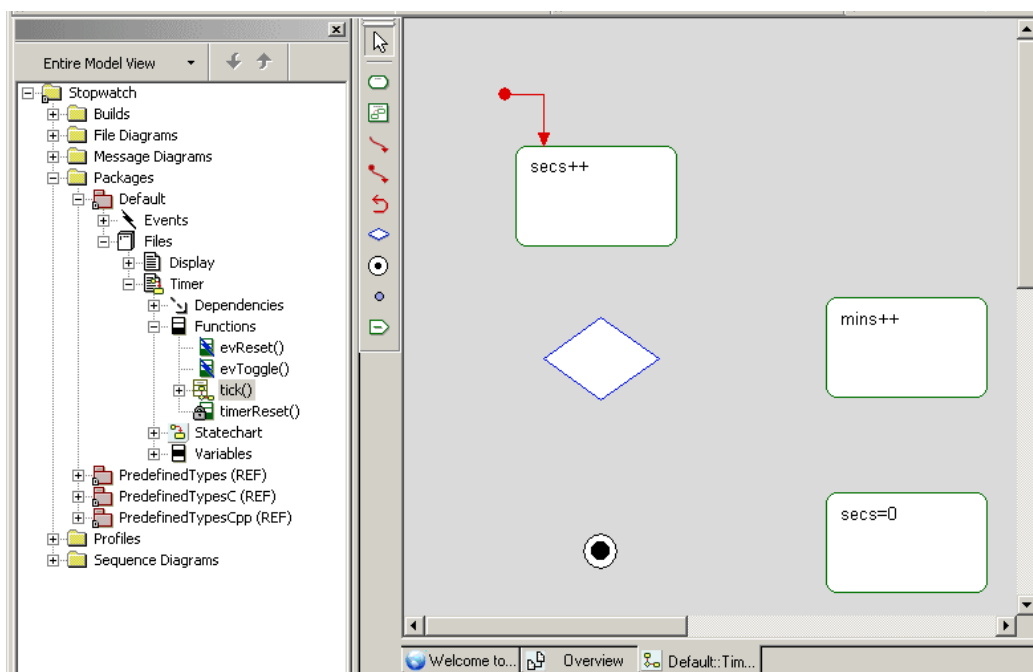 Entire Model View
Stopwatch
Builds
File Diagrams
Message Diagrams
Packages
Default
Events
Files
Display
Timer
Dependencies
Functions
evReset()
evToggle()
tick()
timerReset()
Statechart
Variables
PredefinedTypes (REF)
PredefinedTypesC (REF)
PredefinedTypesCpp (REF)
Profiles
Sequence Diagrams
secs++
mins++
secs=0
Welcome to...
Overview
Default::Tim...